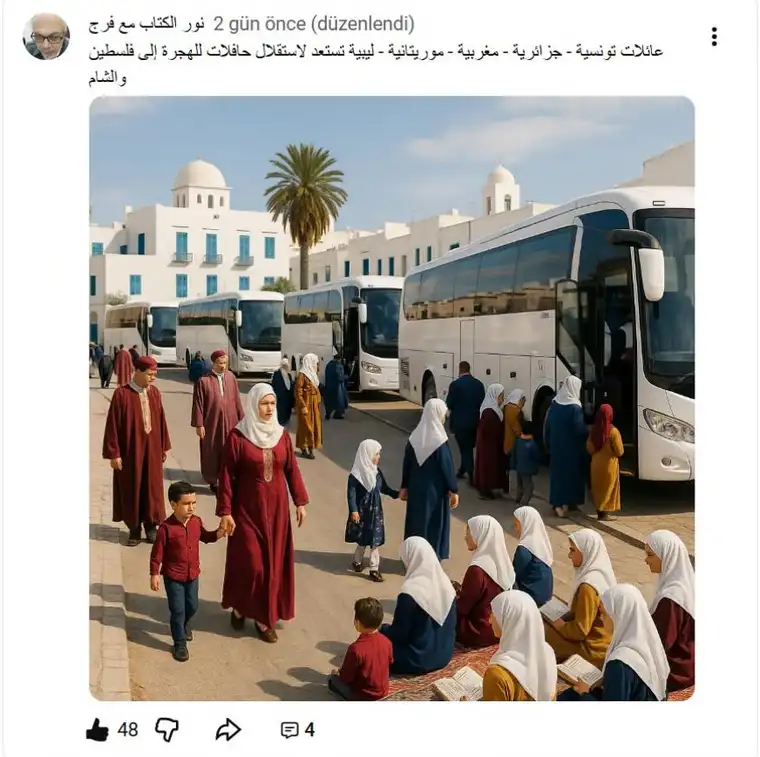 نور الكتاب مع فرج 2 gün önce (düzenlendi)
عائلات تونسية - جزائرية - مغربية - موريتانية - ليبية تستعد لاستقلال حافلات للهجرة إلى فلسطين
والشام
48
4